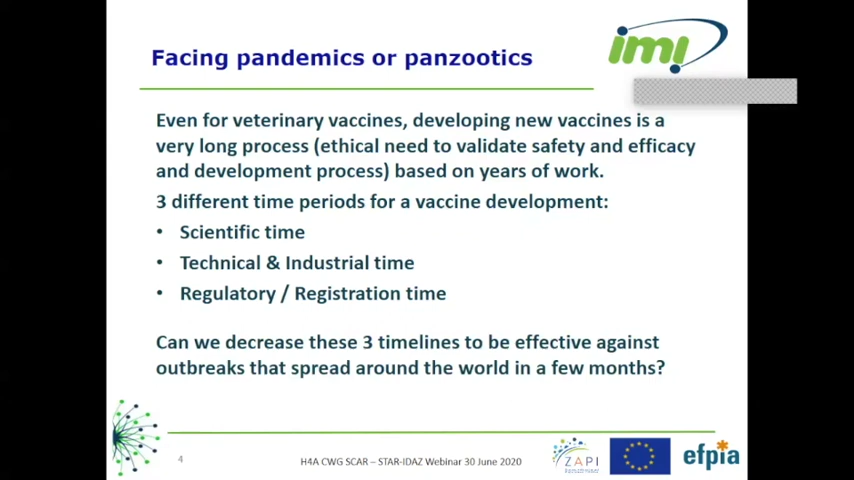 Facing pandemics or panzootics
imi
Even for veterinary vaccines, developing new vaccines is a
very long process (ethical need to validate safety and efficacy
and development process) based on years of work.
3 different time periods for a vaccine development:
• Scientific time
• Technical & Industrial time
• Regulatory / Registration time
Can we decrease these 3 timelines to be effective against
outbreaks that spread around the world in a few months?
4
H4A CWG SCAR – STAR-IDAZ Webinar 30 June 2020
ZAPI
efpia